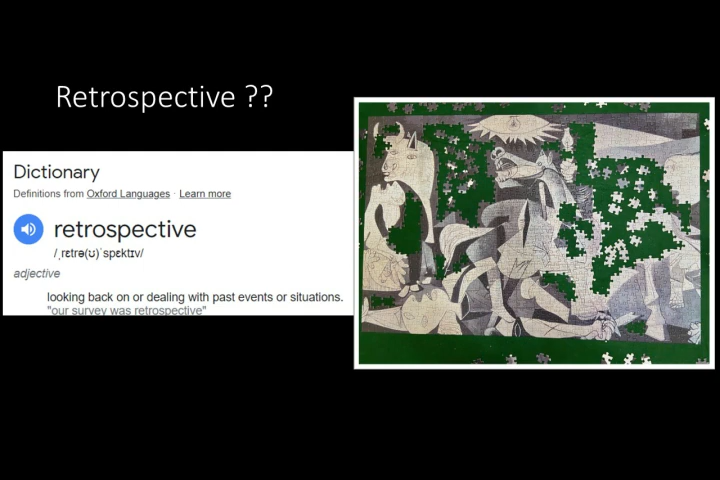 Retrospective ??
Dictionary
Definitions from Oxford Languages · Learn more
retrospective
/ˌrɛtrə(ʊ)ˈspɛktɪv/
adjective
looking back on or dealing with past events or situations.
"our survey was retrospective"